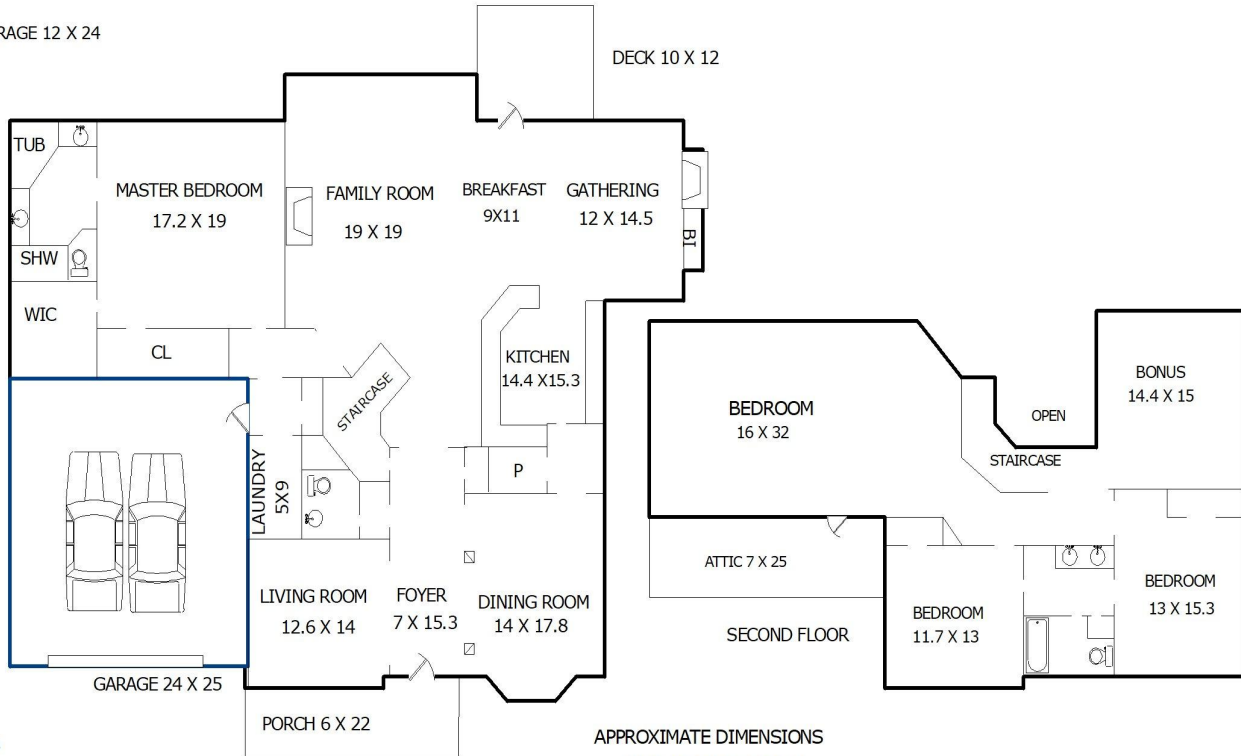 RAGE 12 X 24
DECK 10 X 12
TUB
MASTER BEDROOM
17.2 X 19
FAMILY ROOM
19 X 19
BREAKFAST
9X11
GATHERING
12 X 14.5
BI
SHW
WIC
CL
STAIRCASE
KITCHEN
14.4 X15.3
P
LAUNDRY
5X9
LIVING ROOM
12.6 X 14
FOYER
7 X 15.3
DINING ROOM
14 X 17.8
GARAGE 24 X 25
PORCH 6 X 22
BEDROOM
16 X 32
OPEN
BONUS
14.4 X 15
STAIRCASE
ATTIC 7 X 25
BEDROOM
11.7 X 13
BEDROOM
13 X 15.3
SECOND FLOOR
APPROXIMATE DIMENSIONS